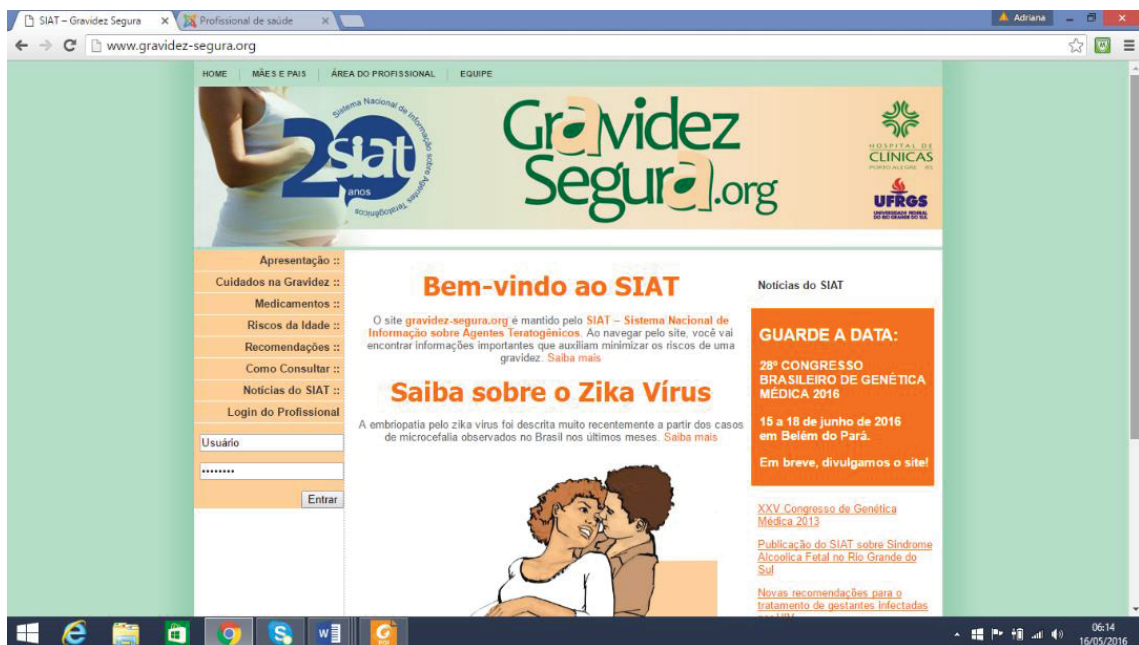 SIAT – Gravidez Segura
Profissional de saúde
Adriana
www.gravidez-segura.org
HOME
MÃES E PAIS
ÁREA DO PROFISSIONAL
EQUIPE
Sistema Nacional de Informação sobre Agentes Teratogênicos
20 siat
anos
Gravidez
Segura.org
HOSPITAL DE
CLÍNICAS
PORTO ALEGRE RS
UFRGS
UNIVERSIDADE FEDERAL
DO RIO GRANDE DO SUL
Apresentação ::
Cuidados na Gravidez ::
Medicamentos ::
Riscos da Idade ::
Recomendações ::
Como Consultar ::
Notícias do SIAT ::
Login do Profissional
Usuário
••••••••
Entrar
Bem-vindo ao SIAT
O site gravidez-segura.org é mantido pelo SIAT – Sistema Nacional de
Informação sobre Agentes Teratogênicos. Ao navegar pelo site, você vai
encontrar informações importantes que auxiliam minimizar os riscos de uma
gravidez. Saiba mais
Saiba sobre o Zika Vírus
A embriopatia pelo zika vírus foi descrita muito recentemente a partir dos casos
de microcefalia observados no Brasil nos últimos meses. Saiba mais
Notícias do SIAT
GUARDE A DATA:
28º CONGRESSO
BRASILEIRO DE GENÉTICA
MÉDICA 2016
15 a 18 de junho de 2016
em Belém do Pará.
Em breve, divulgamos o site!
XXV Congresso de Genética
Médica 2013
Publicação do SIAT sobre Síndrome
Alcoolica Fetal no Rio Grande do
Sul
Novas recomendações para o
tratamento de gestantes infectadas
06:14
16/05/2016